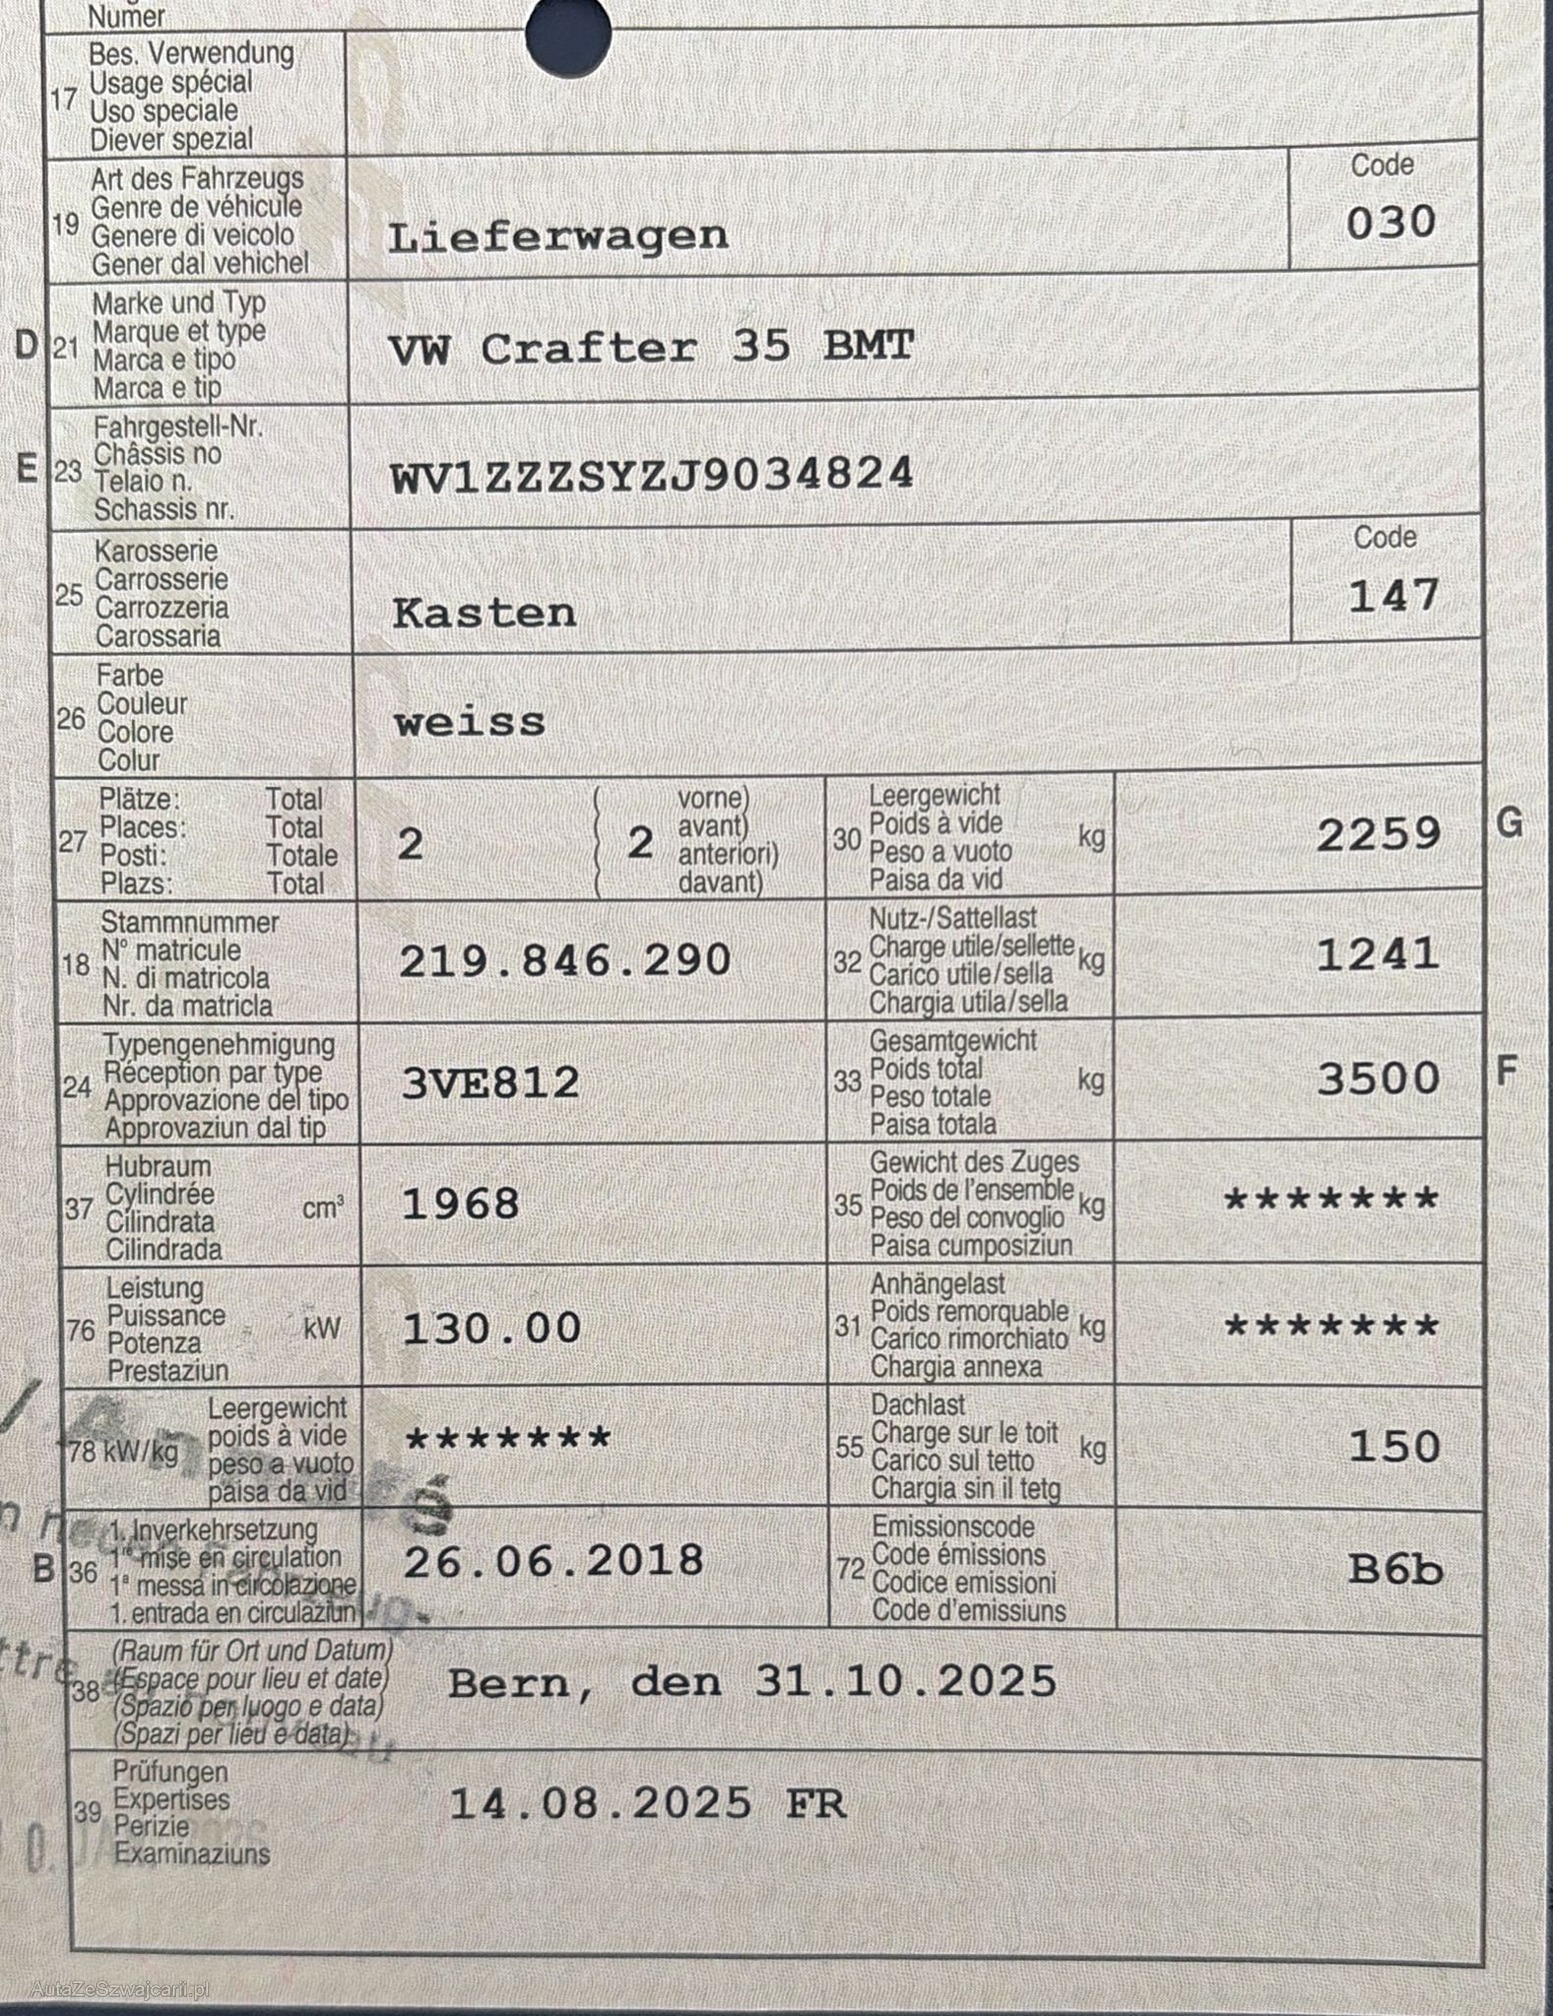 Numer
17 Bes. Verwendung
Usage spécial
Uso speciale
Diever spezial
19 Art des Fahrzeugs
Genre de véhicule
Genere di veicolo
Gener dal vehichel
Lieferwagen
Code
030
D 21 Marke und Typ
Marque et type
Marca e tipo
Marca e tip
VW Crafter 35 BMT
E 23 Fahrgestell-Nr.
Châssis no
Telaio n.
Schassis nr.
WV1ZZZSYZJ9034824
25 Karosserie
Carrosserie
Carrozzeria
Carossaria
Kasten
Code
147
26 Farbe
Couleur
Colore
Colur
weiss
27 Plätze: Total
Places: Total
Posti: Totale
Plazs: Total
2
( 2 vorne)
avant)
anteriori)
davant)
30 Leergewicht
Poids à vide
Peso a vuoto
Paisa da vid
kg
2259
G
18 Stammnummer
N° matricule
N. di matricola
Nr. da matricla
219.846.290
32 Nutz-/Sattellast
Charge utile/sellette
Carico utile/sella
Chargia utila/sella
kg
1241
24 Typengenehmigung
Réception par type
Approvazione del tipo
Approvaziun dal tip
3VE812
33 Gesamtgewicht
Poids total
Peso totale
Paisa totala
kg
3500
F
37 Hubraum
Cylindrée
Cilindrata
Cilindrada
cm³
1968
35 Gewicht des Zuges
Poids de l'ensemble
Peso del convoglio
Paisa cumposiziun
kg
*******
76 Leistung
Puissance
Potenza
Prestaziun
kW
130.00
31 Anhängelast
Poids remorquable
Carico rimorchiato
Chargia annexa
kg
*******
78 kW/kg
Leergewicht
poids à vide
peso a vuoto
paisa da vid
*******
55 Dachlast
Charge sur le toit
Carico sul tetto
Chargia sin il tetg
kg
150
B 36 1. Inverkehrsetzung
1re mise en circulation
1a messa in circolazione
1. entrada en circulaziun
26.06.2018
72 Emissionscode
Code émissions
Codice emissioni
Code d'emissiuns
B6b
38 (Raum für Ort und Datum)
(Espace pour lieu et date)
(Spazio per luogo e data)
(Spazi per lieu e data)
Bern, den 31.10.2025
39 Prüfungen
Expertises
Perizie
Examinaziuns
14.08.2025 FR
AutaZeSzwajcarii.pl